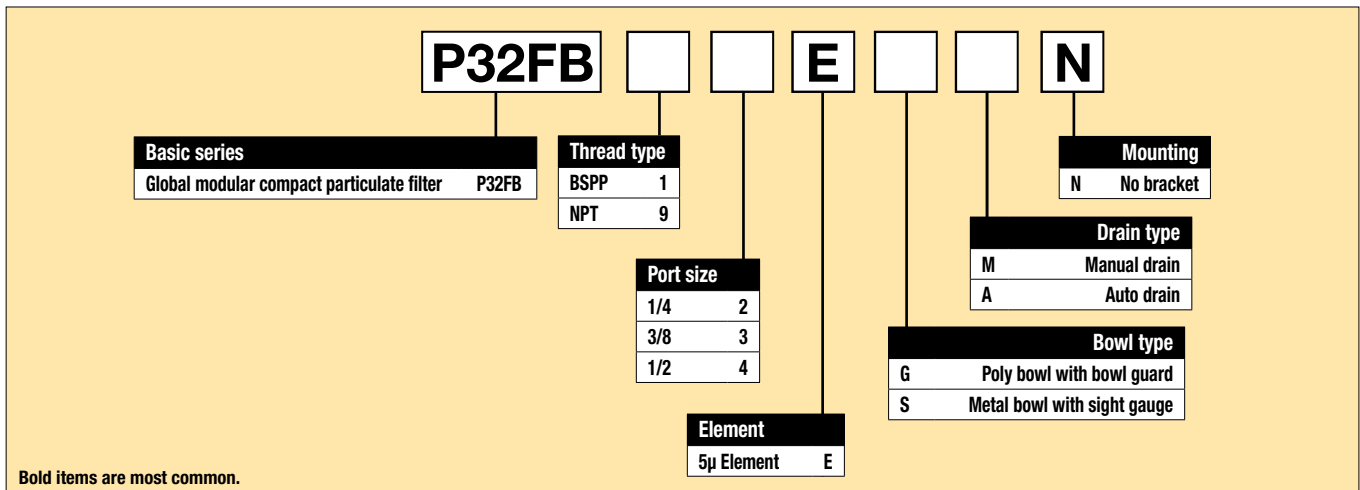 P32FB E N
Basic series
Global modular compact particulate filter P32FB
Thread type
BSPP 1
NPT 9
Port size
1/4 2
3/8 3
1/2 4
Element
5µ Element E
Bowl type
G Poly bowl with bowl guard
S Metal bowl with sight gauge
Drain type
M Manual drain
A Auto drain
Mounting
N No bracket
Bold items are most common.